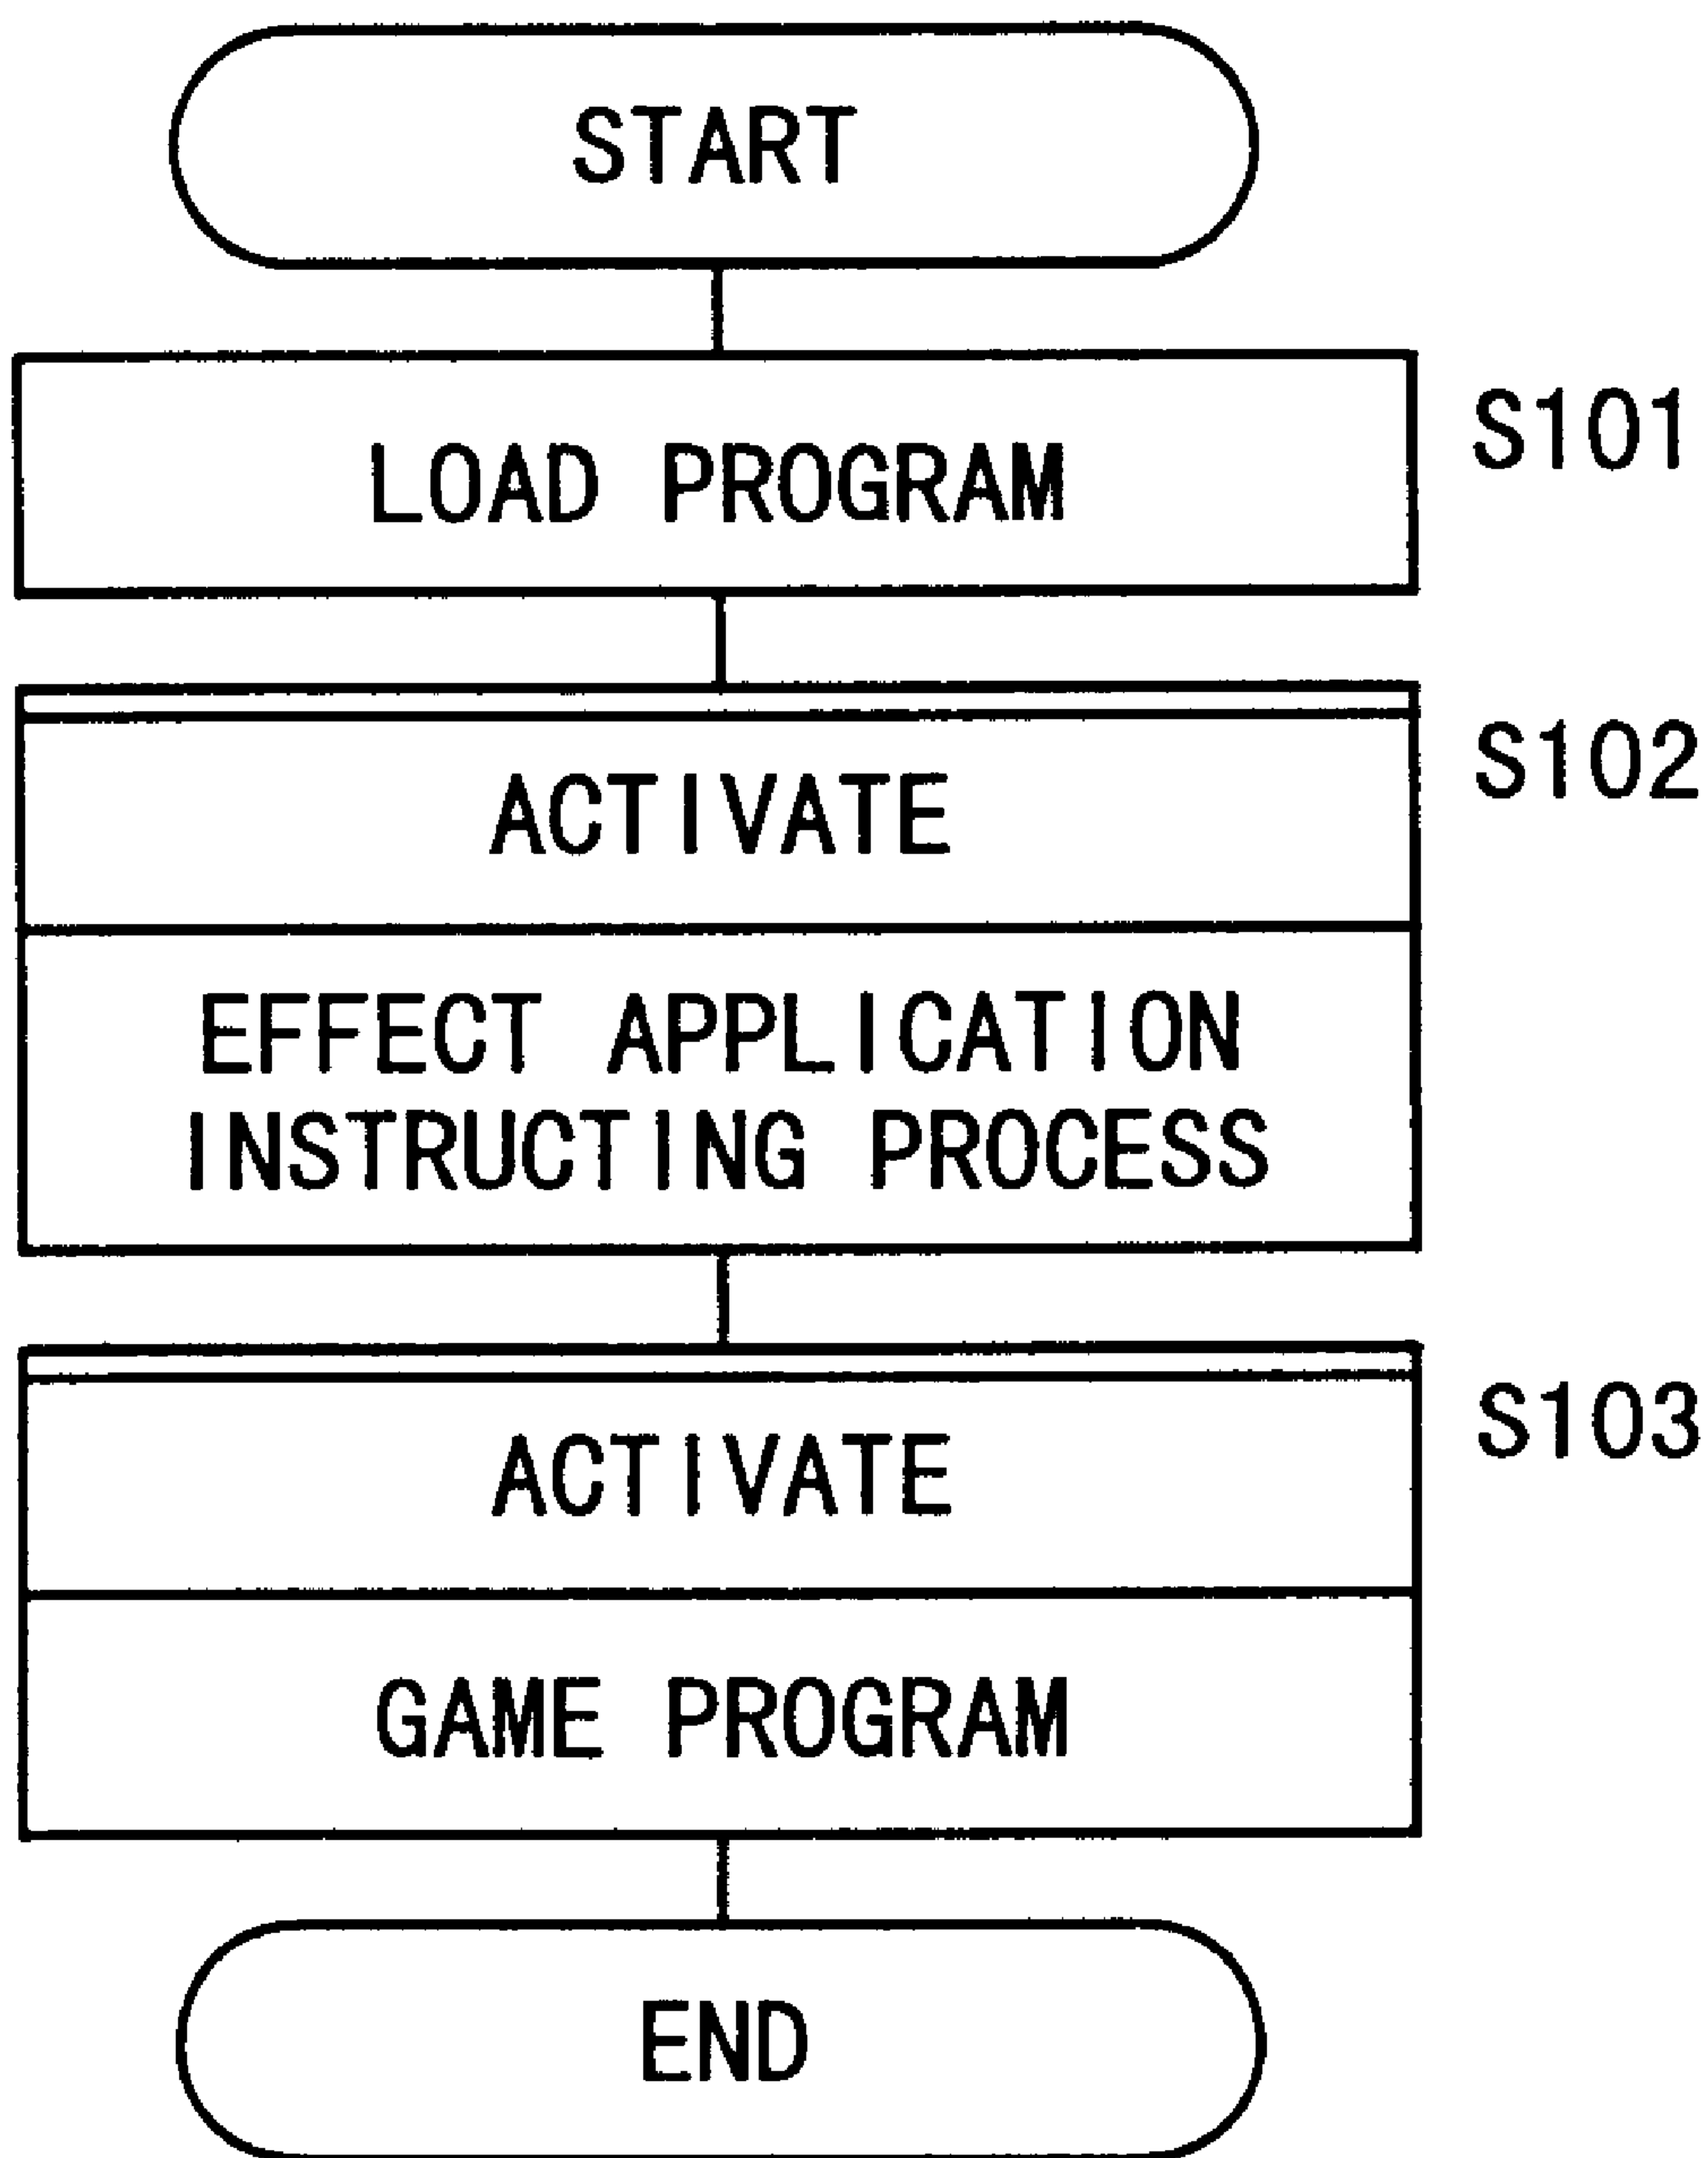 START
LOAD PROGRAM
S101
ACTIVATE
S102
EFFECT APPLICATION
INSTRUCTING PROCESS
ACTIVATE
S103
GAME PROGRAM
END